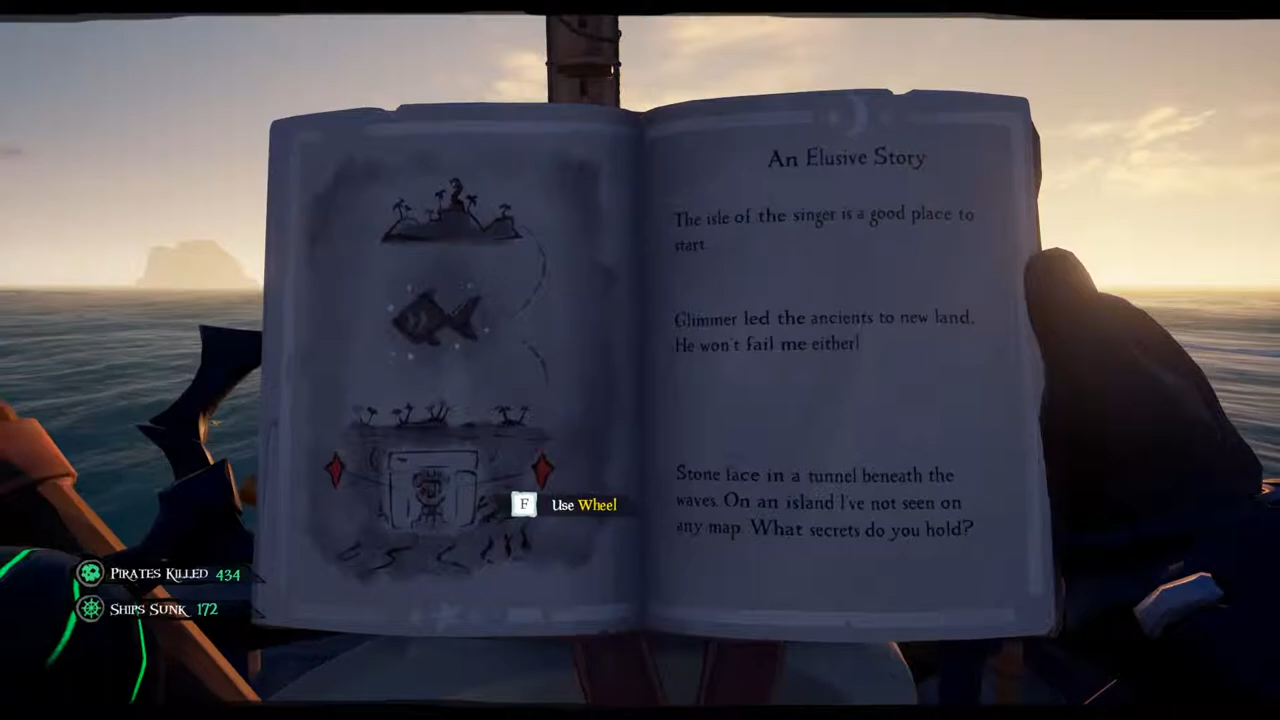 An Elusive Story
The isle of the singer is a good place to
start.
Glimmer led the ancients to new land.
He won't fail me either!
Stone face in a tunnel beneath the
waves. On an island I've not seen on
any map. What secrets do you hold?
F Use Wheel
Pirates Killed 434
Ships Sunk 172